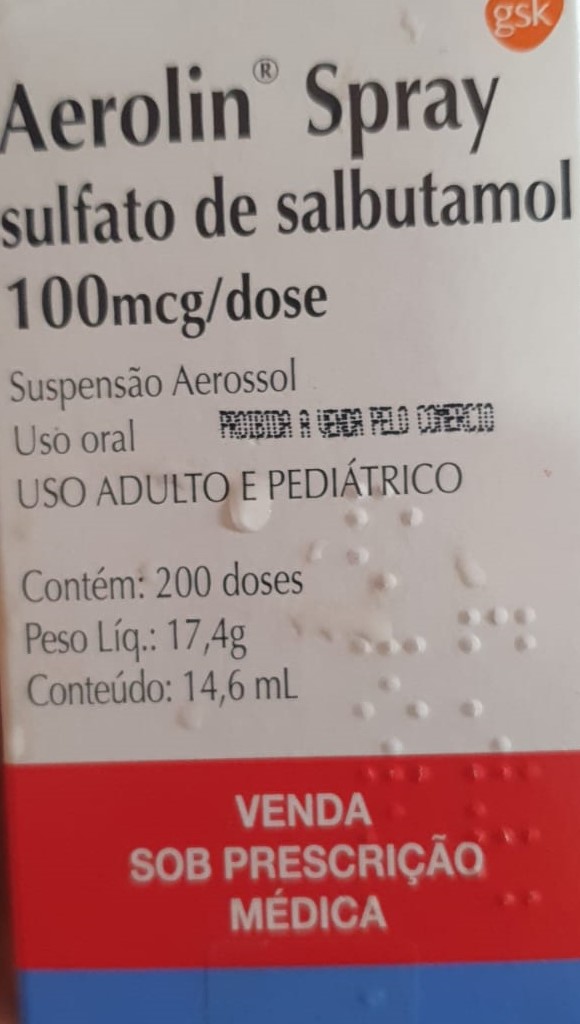 gsk
Aerolin® Spray
sulfato de salbutamol
100mcg/dose
Suspensão Aerossol
Uso oral
PROIBIDA A VENDA PELO COMERCIO
USO ADULTO E PEDIÁTRICO
Contém: 200 doses
Peso Líq.: 17,4g
Conteúdo: 14,6 mL
VENDA
SOB PRESCRIÇÃO
MÉDICA